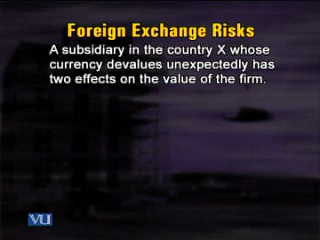 Foreign Exchange Risks
A subsidiary in the country X whose
currency devalues unexpectedly has
two effects on the value of the firm.
VU